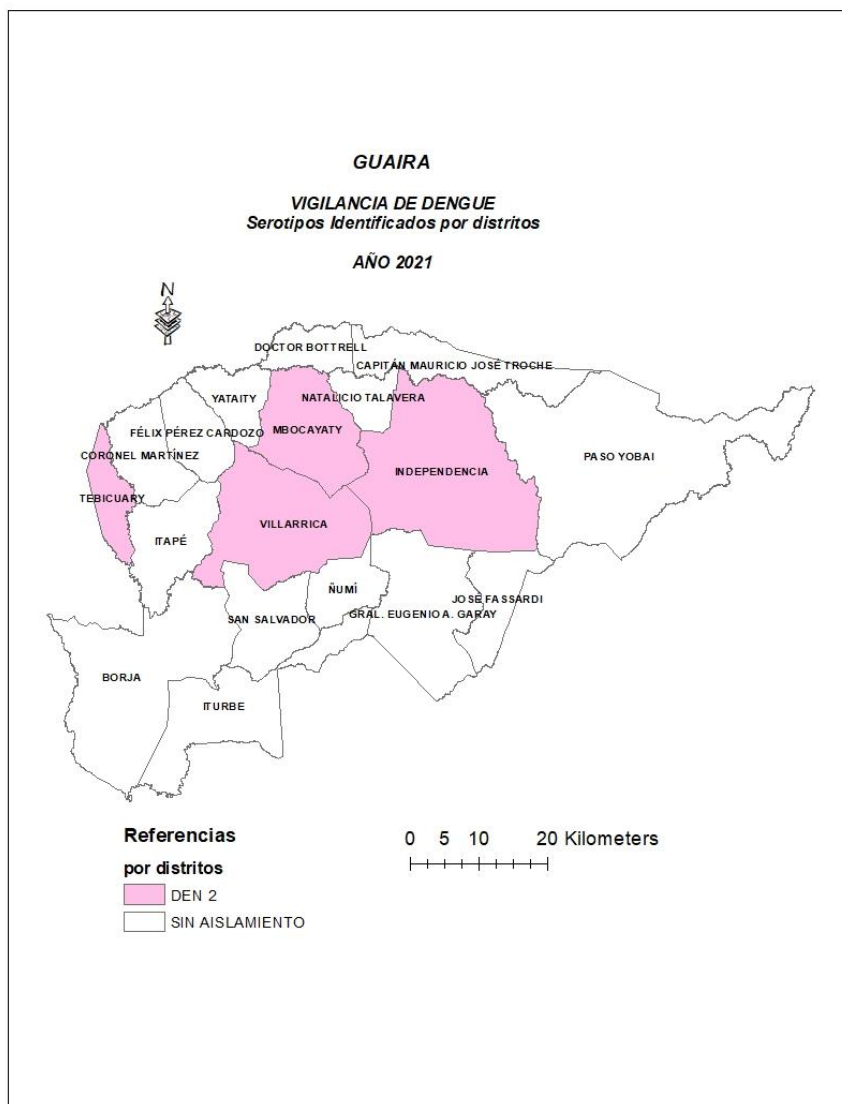 GUAIRA
VIGILANCIA DE DENGUE
Serotipos Identificados por distritos
AÑO 2021
N
DOCTOR BOTTRELL
CAPITÁN MAURICIO JOSÉ TROCHE
YATAITY
NATALICIO TALAVERA
FÉLIX PÉREZ CARDOZO
MBOCAYATY
CORONEL MARTÍNEZ
PASO YOBAI
INDEPENDENCIA
TEBICUARY
VILLARRICA
ITAPÉ
ÑUMÍ
JOSÉ FASSARDI
SAN SALVADOR
GRAL. EUGENIO A. GARAY
BORJA
ITURBE
Referencias
por distritos
DEN 2
SIN AISLAMIENTO
0 5 10 20 Kilometers